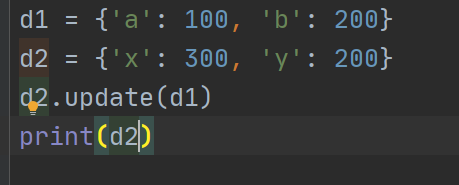 d1 = {'a': 100, 'b': 200}
d2 = {'x': 300, 'y': 200}
d2.update(d1)
print(d2)